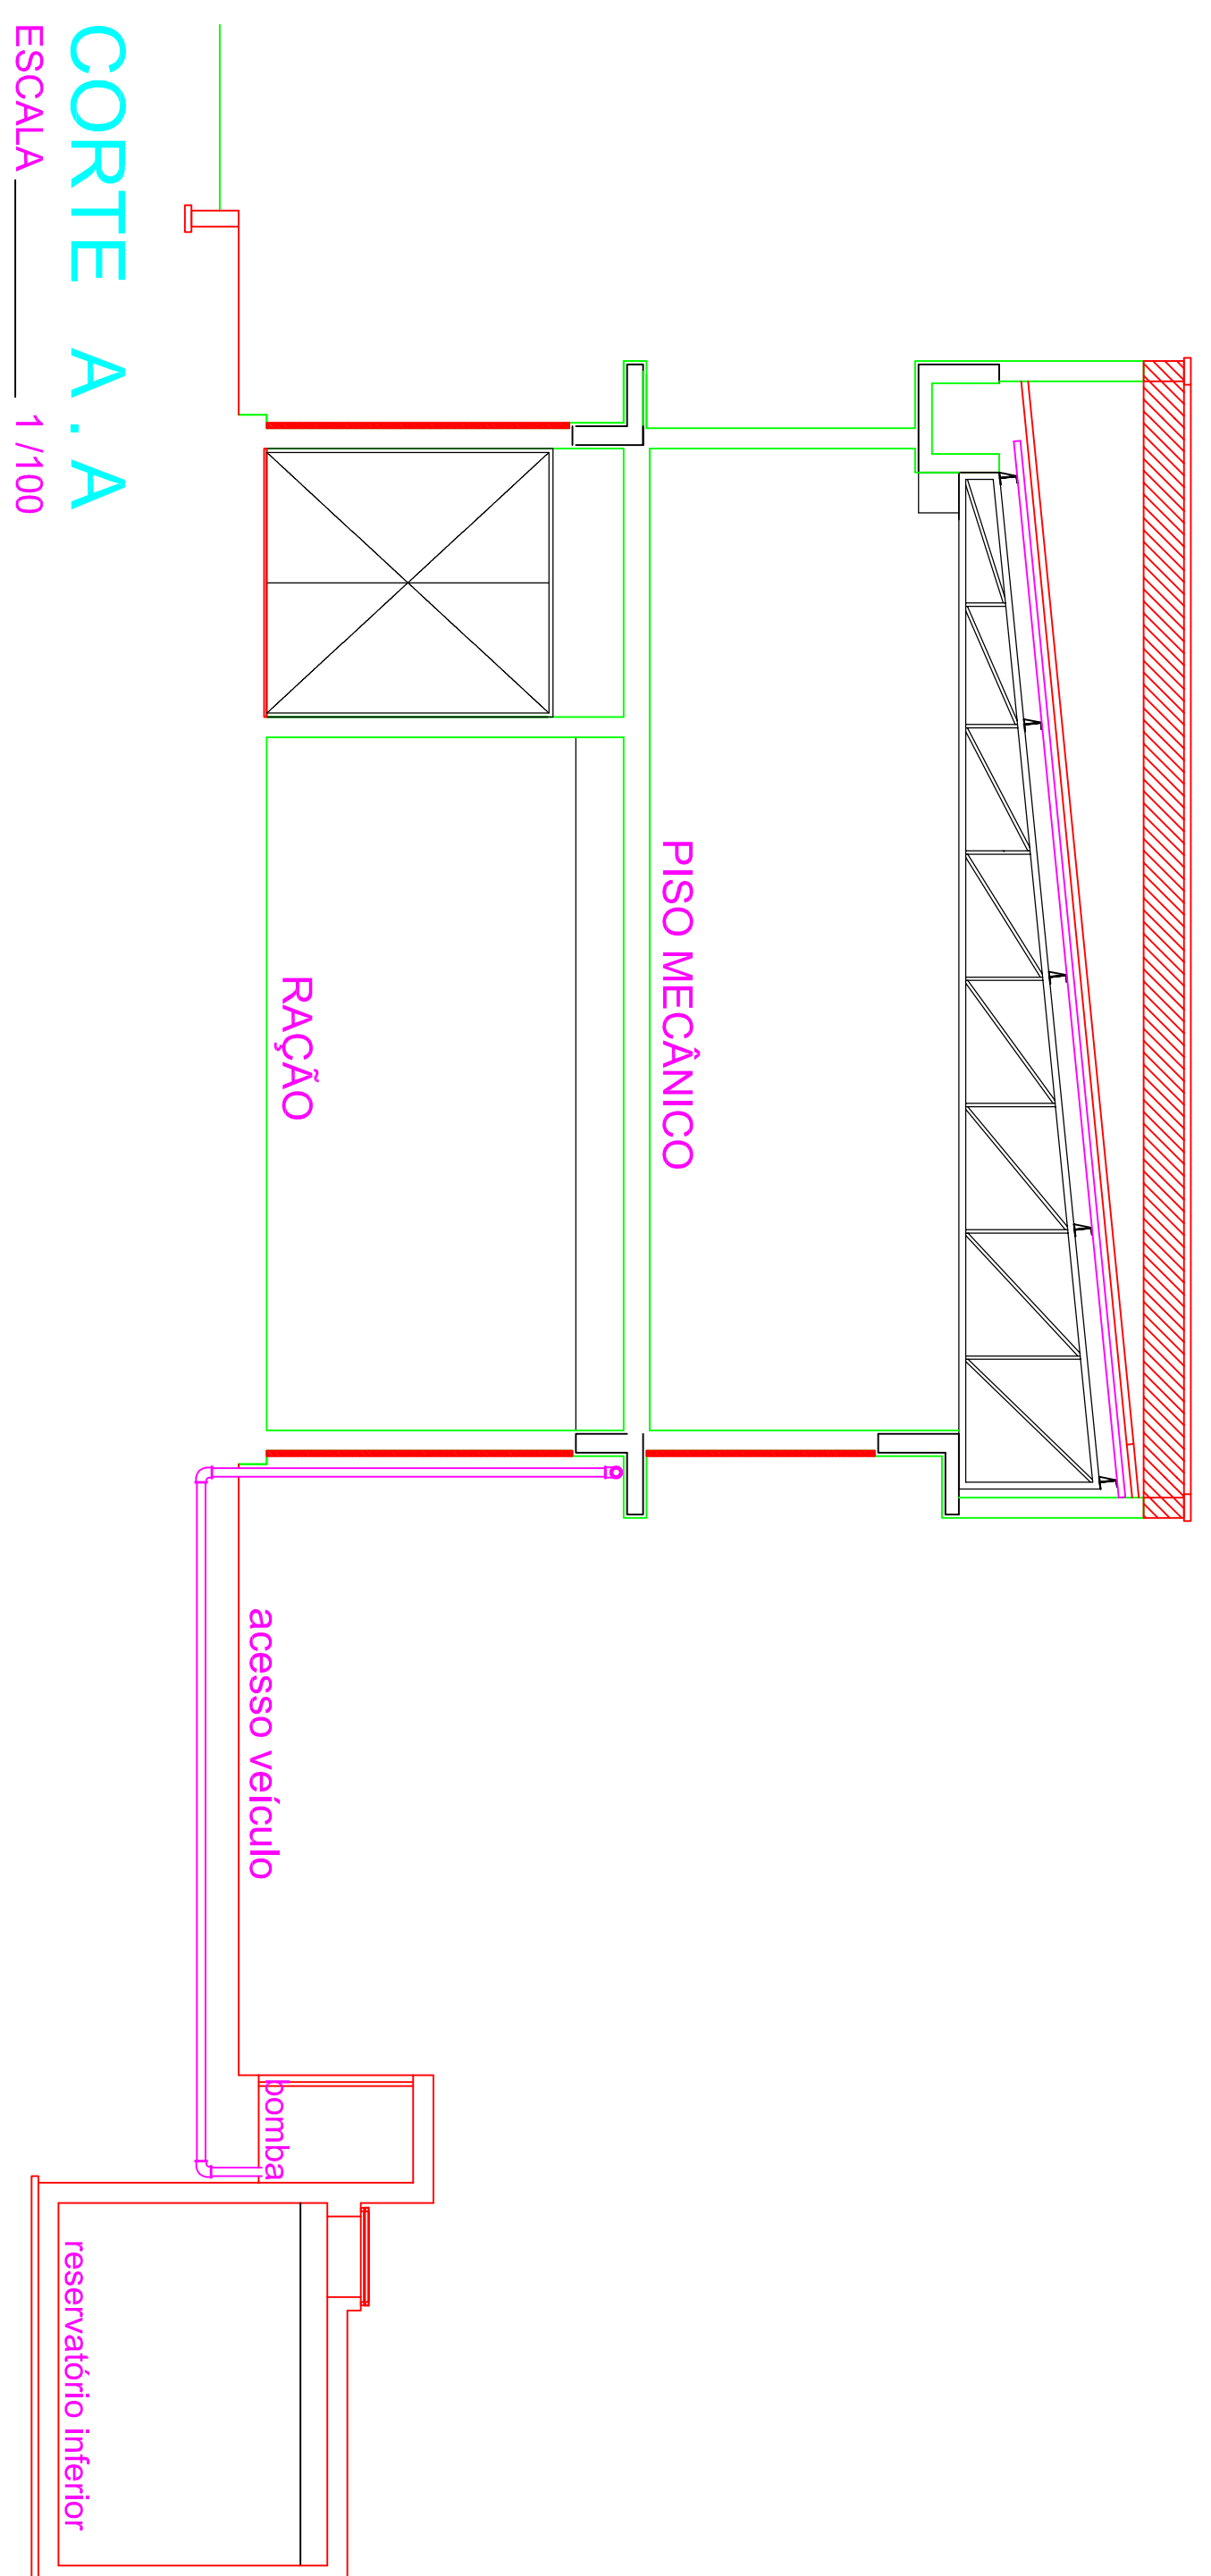 PISO MECÂNICO
RAÇÃO
acesso veículo
bomba
reservatório inferior
CORTE A.A
ESCALA 1/100